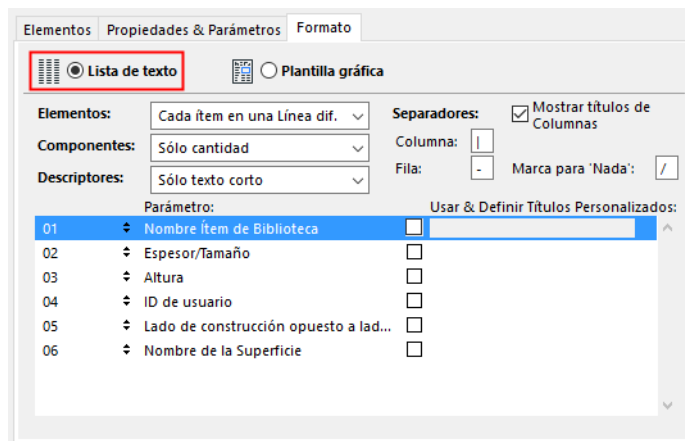 Elementos Propiedades & Parámetros Formato
Lista de texto Plantilla gráfica
Elementos: Cada ítem en una Línea dif. Separadores: Mostrar títulos de Columnas
Componentes: Sólo cantidad Columna: |
Descriptores: Sólo texto corto Fila: - Marca para 'Nada': /
Parámetro: Usar & Definir Títulos Personalizados:
01 Nombre Ítem de Biblioteca
02 Espesor/Tamaño
03 Altura
04 ID de usuario
05 Lado de construcción opuesto a lad...
06 Nombre de la Superficie